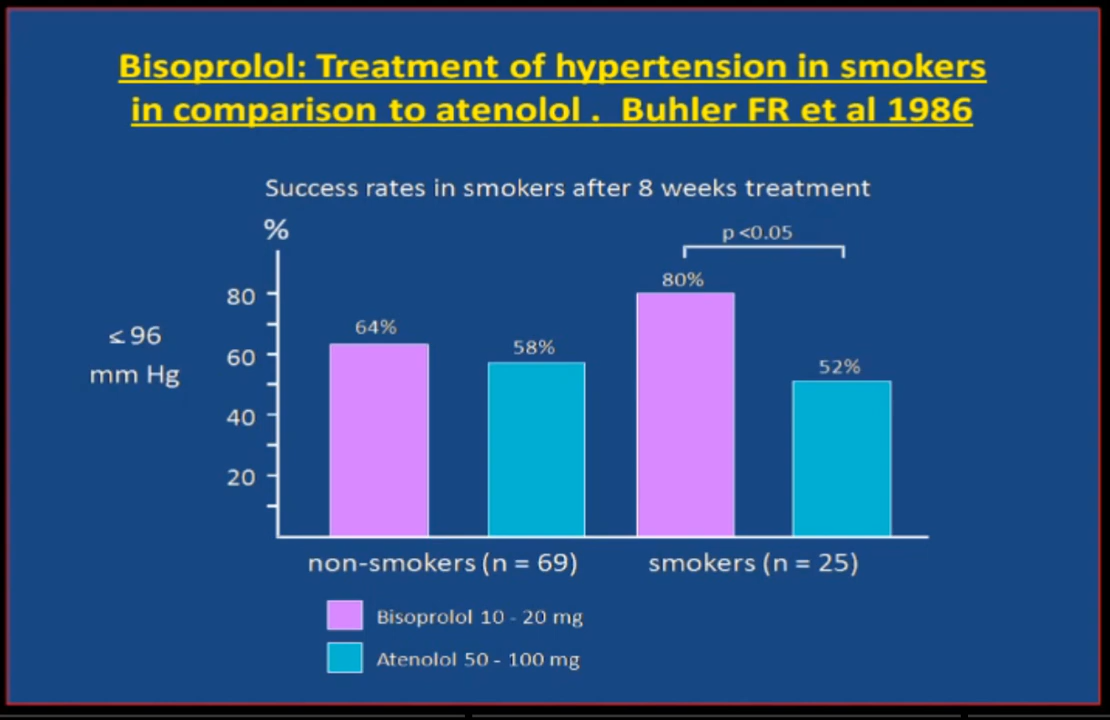 Bisoprolol: Treatment of hypertension in smokers
in comparison to atenolol .  Buhler FR et al 1986
Success rates in smokers after 8 weeks treatment
%
p <0.05
80%
80
64%
≤ 96
mm Hg
58%
60
52%
40
20
non-smokers (n = 69)
smokers (n = 25)
Bisoprolol 10 - 20 mg
Atenolol 50 - 100 mg